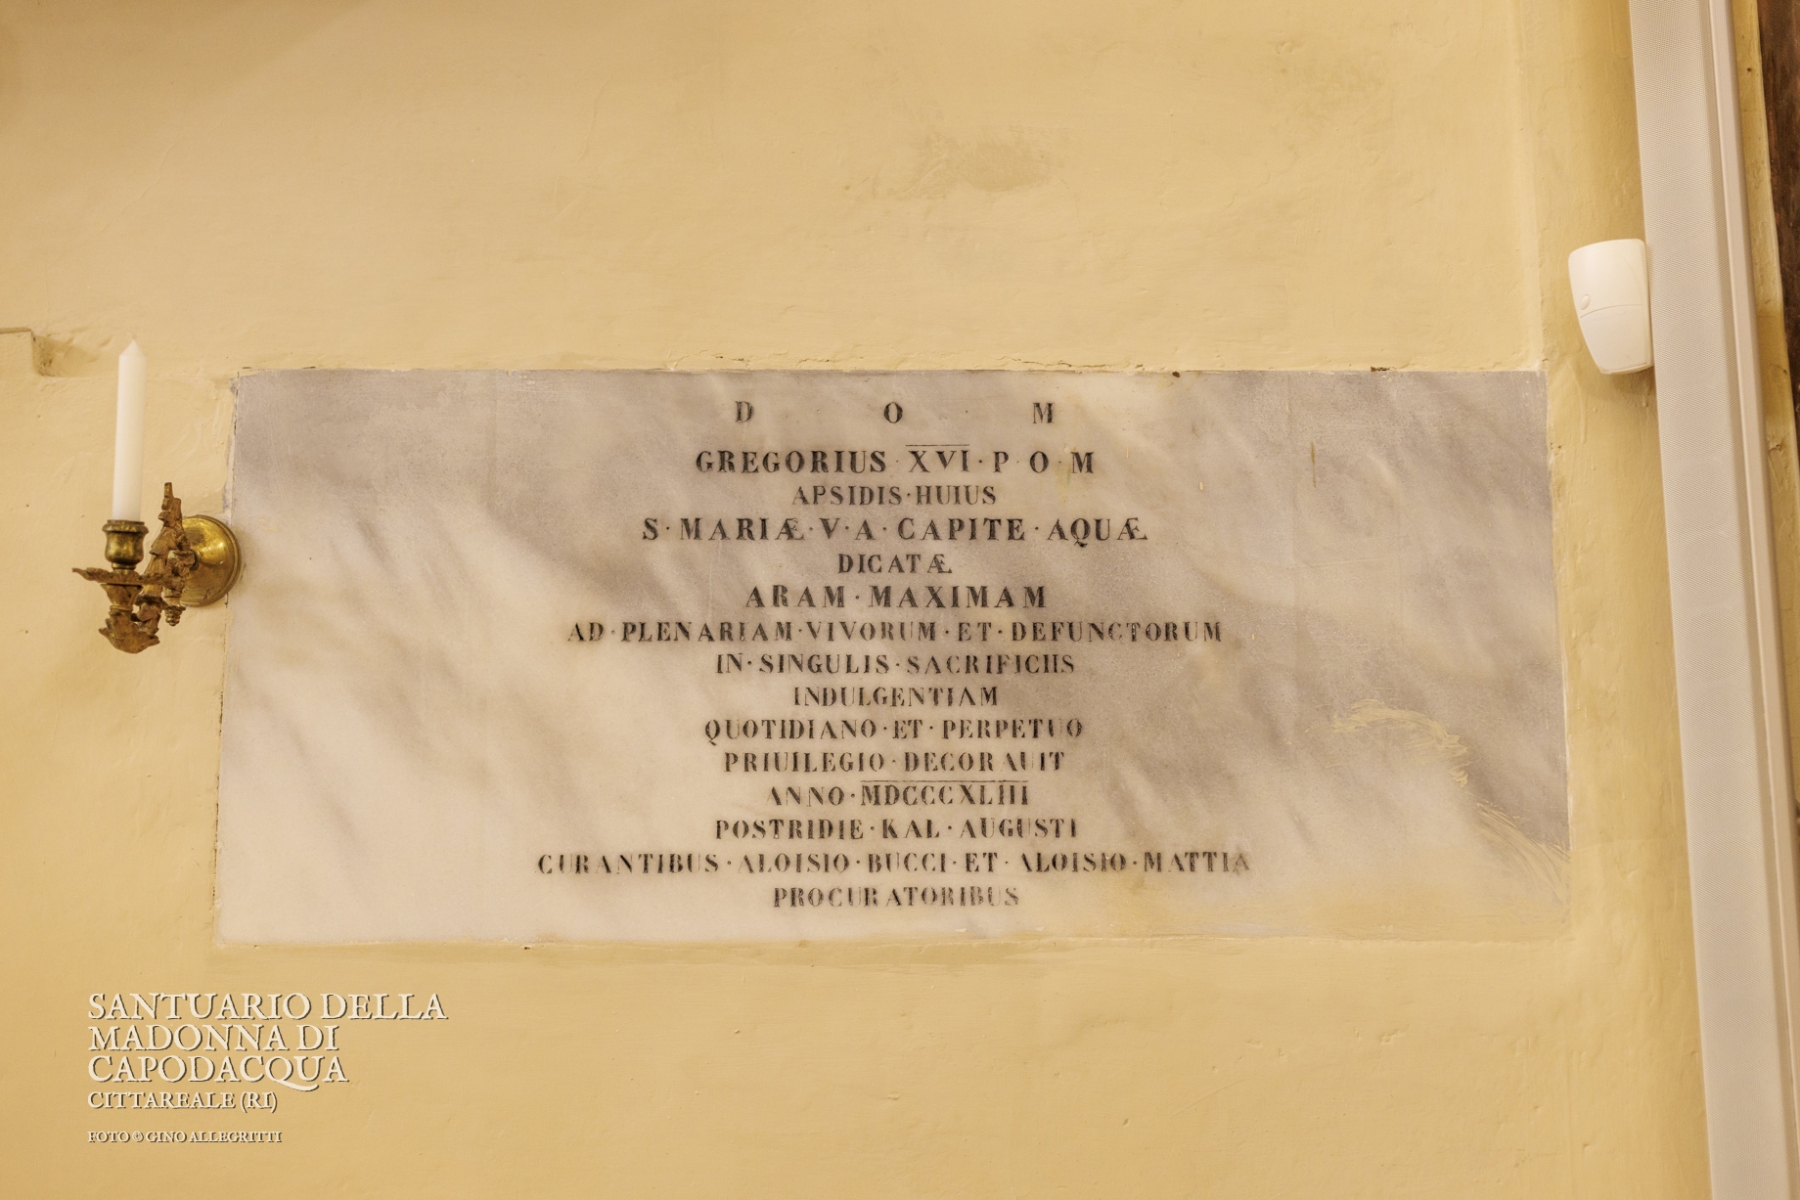 D O M
GREGORIUS XVI · P O M
APSIDIS · HUIUS
S · MARIÆ · V · A · CAPITE · AQUÆ
DICATÆ
ARAM · MAXIMAM
AD · PLENARIAM · VIVORUM · ET · DEFUNCTORUM
IN · SINGULIS · SACRIFICIIS
INDULGENTIAM
QUOTIDIANO · ET · PERPETUO
PRIUILEGIO · DECORAUIT
ANNO · MDCCCXLIII
POSTRIDIE · KAL · AUGUSTI
CURANTIBUS · ALOISIO · BUCCI · ET · ALOISIO · MATTIA
PROCURATORIBUS
SANTUARIO DELLA
MADONNA DI
CAPODACQUA
CITTAREALE (RI)
FOTO © GINO ALLEGRITTI